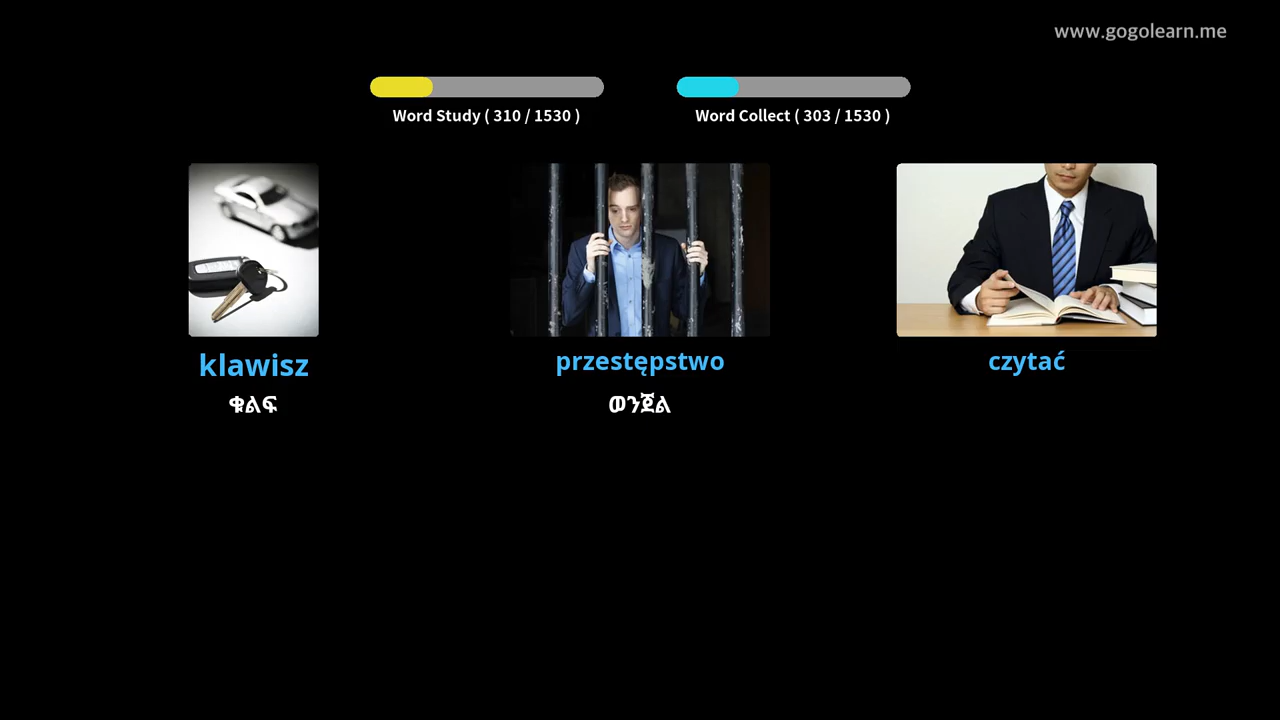 www.gogolearn.me
Word Study ( 310 / 1530 )
Word Collect ( 303 / 1530 )
klawisz
przestępstwo
czytać
ቁልፍ
ወንጀል